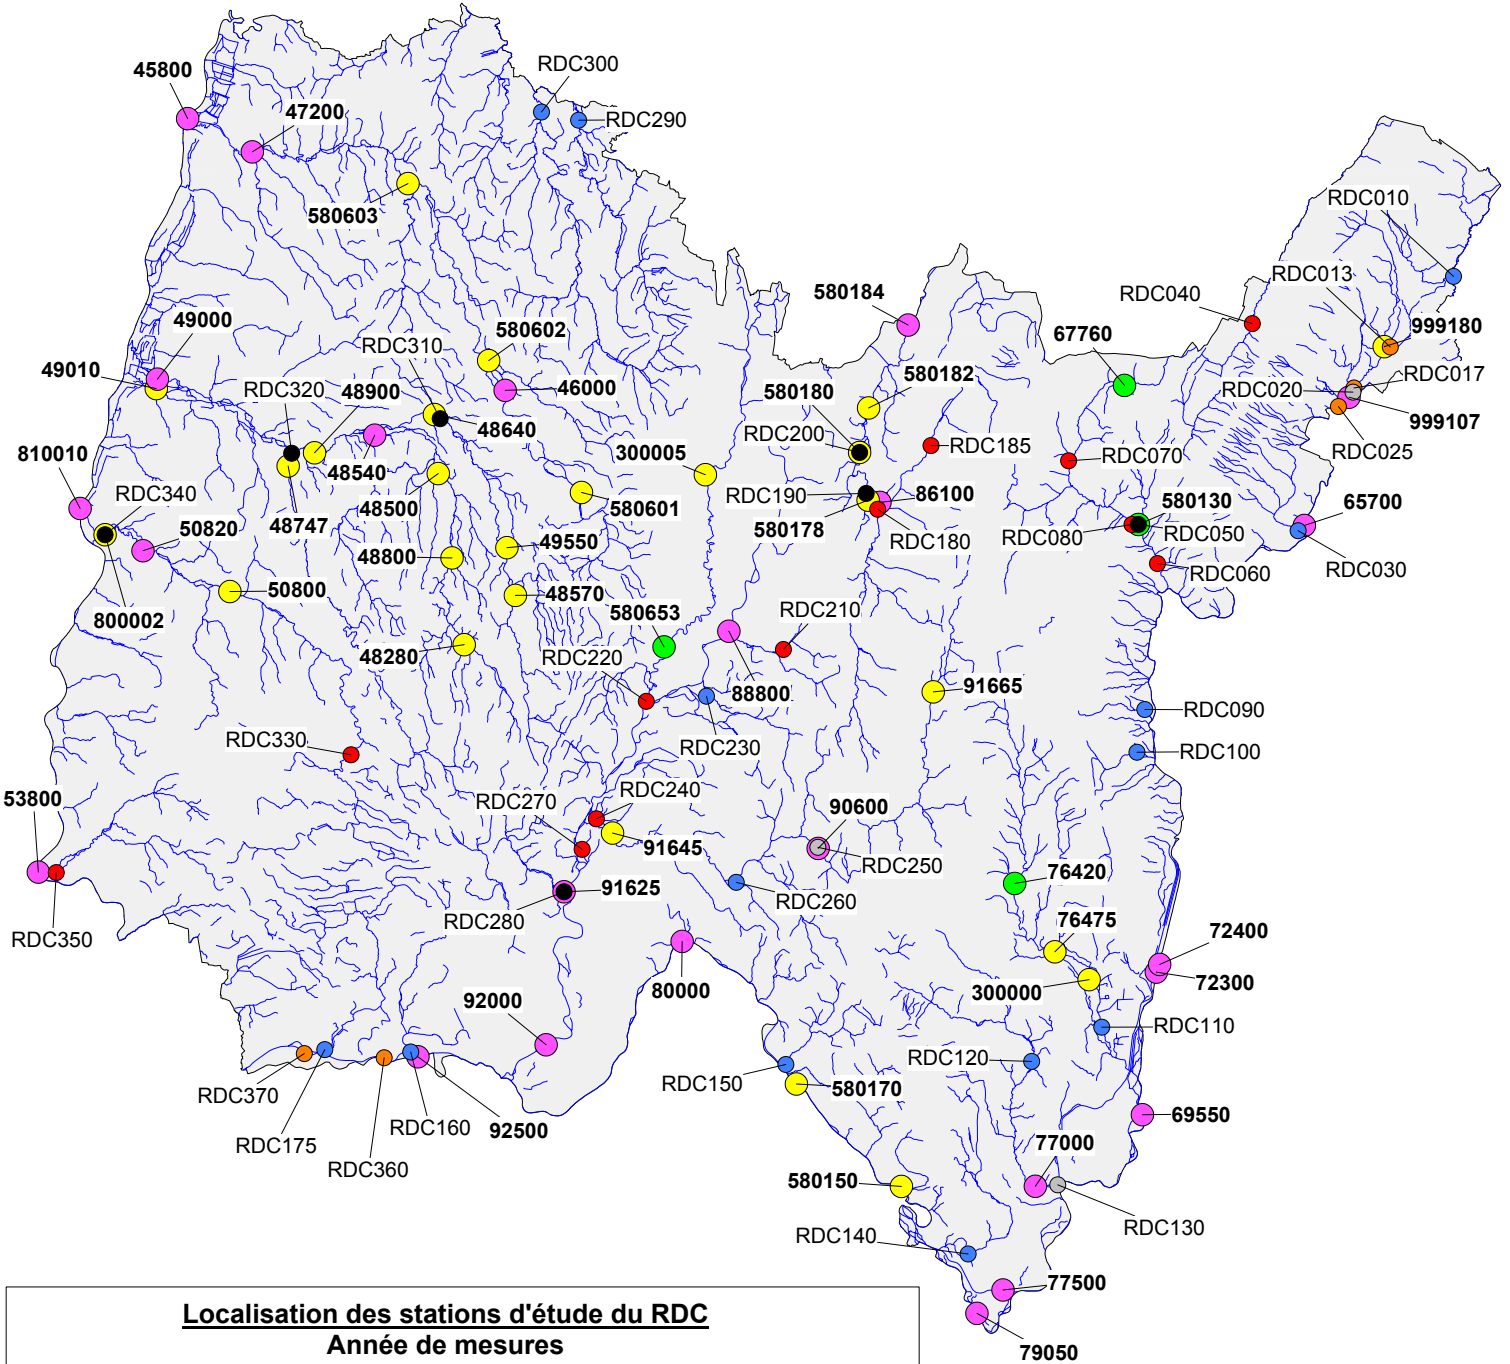 RDC300
45800
47200
RDC290
580603
RDC010
RDC013
580184
RDC040
49000
RDC310
580602
67760
999180
49010
RDC320
48900
580182
RDC017
RDC020
46000
580180
999107
48640
RDC200
RDC185
RDC025
810010
48540
300005
RDC070
RDC340
RDC190
86100
48500
580601
580130
65700
50820
48747
580178
RDC080
RDC050
RDC180
49550
48800
RDC060
RDC030
50800
48570
580653
RDC210
800002
48280
RDC220
91665
88800
RDC090
RDC330
RDC230
RDC100
53800
RDC270
RDC240
90600
91645
RDC250
76420
91625
RDC260
RDC280
76475
RDC350
72400
72300
300000
80000
92000
RDC110
RDC120
RDC150
580170
RDC370
69550
RDC160
92500
RDC175
RDC360
77000
580150
RDC130
RDC140
77500
79050
Localisation des stations d'étude du RDC
Année de mesures